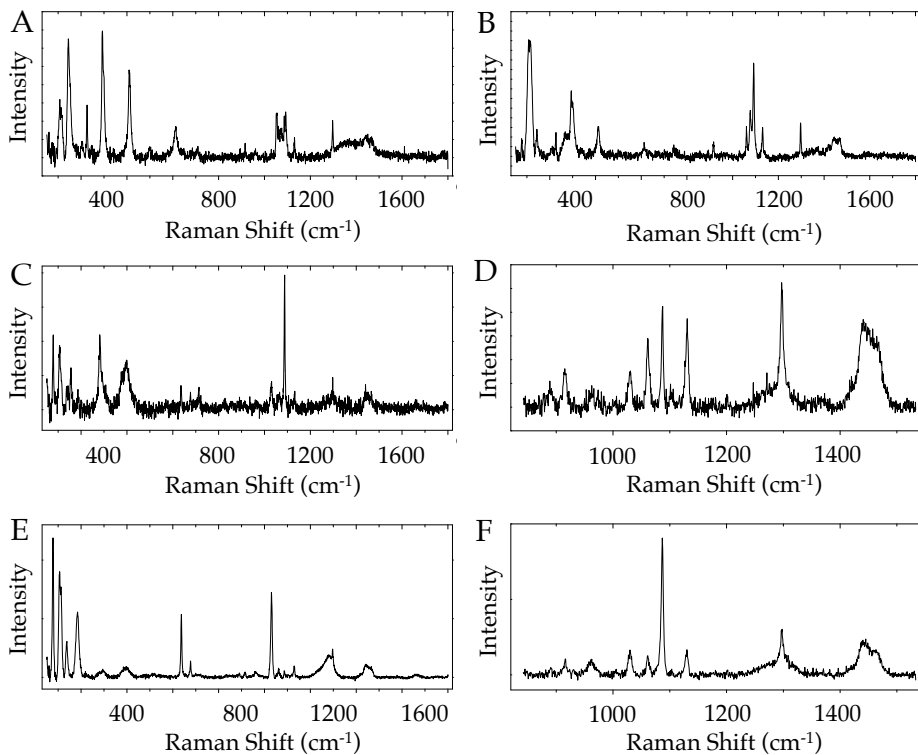 A
Intensity
400 800 1200 1600
Raman Shift (cm-1)
B
Intensity
400 800 1200 1600
Raman Shift (cm-1)
C
Intensity
400 800 1200 1600
Raman Shift (cm-1)
D
Intensity
1000 1200 1400
Raman Shift (cm-1)
E
Intensity
400 800 1200 1600
Raman Shift (cm-1)
F
Intensity
1000 1200 1400
Raman Shift (cm-1)